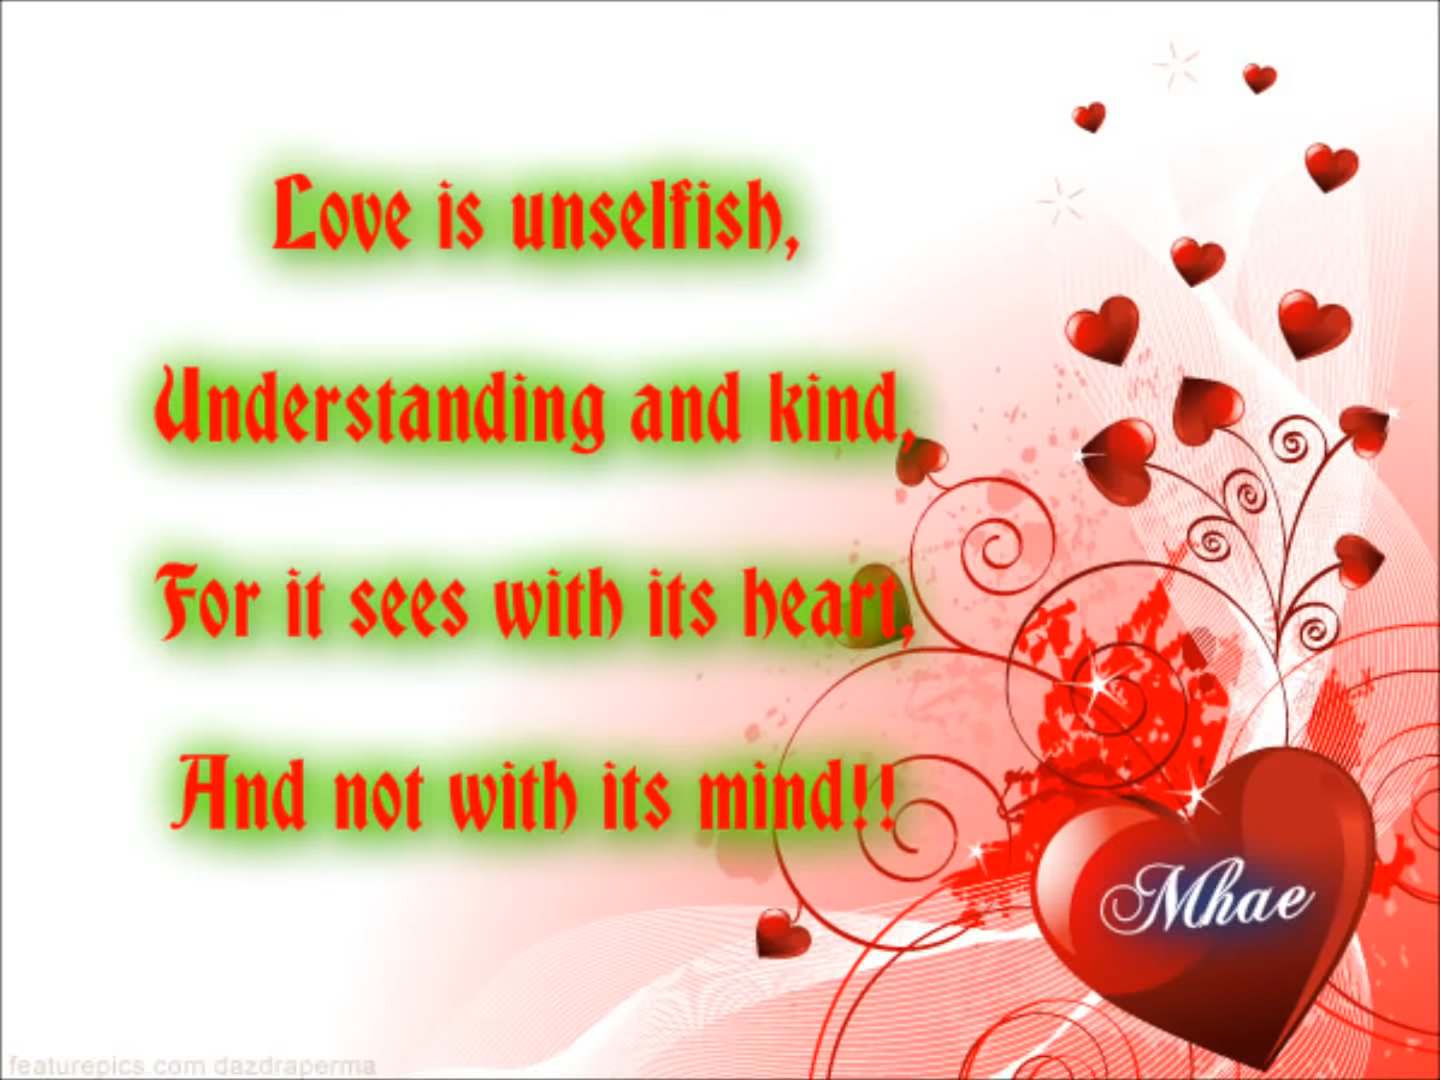 Love is unselfish,
Understanding and kind,
For it sees with its heart,
And not with its mind!!
Mhae
featurepics.com dazdraperma